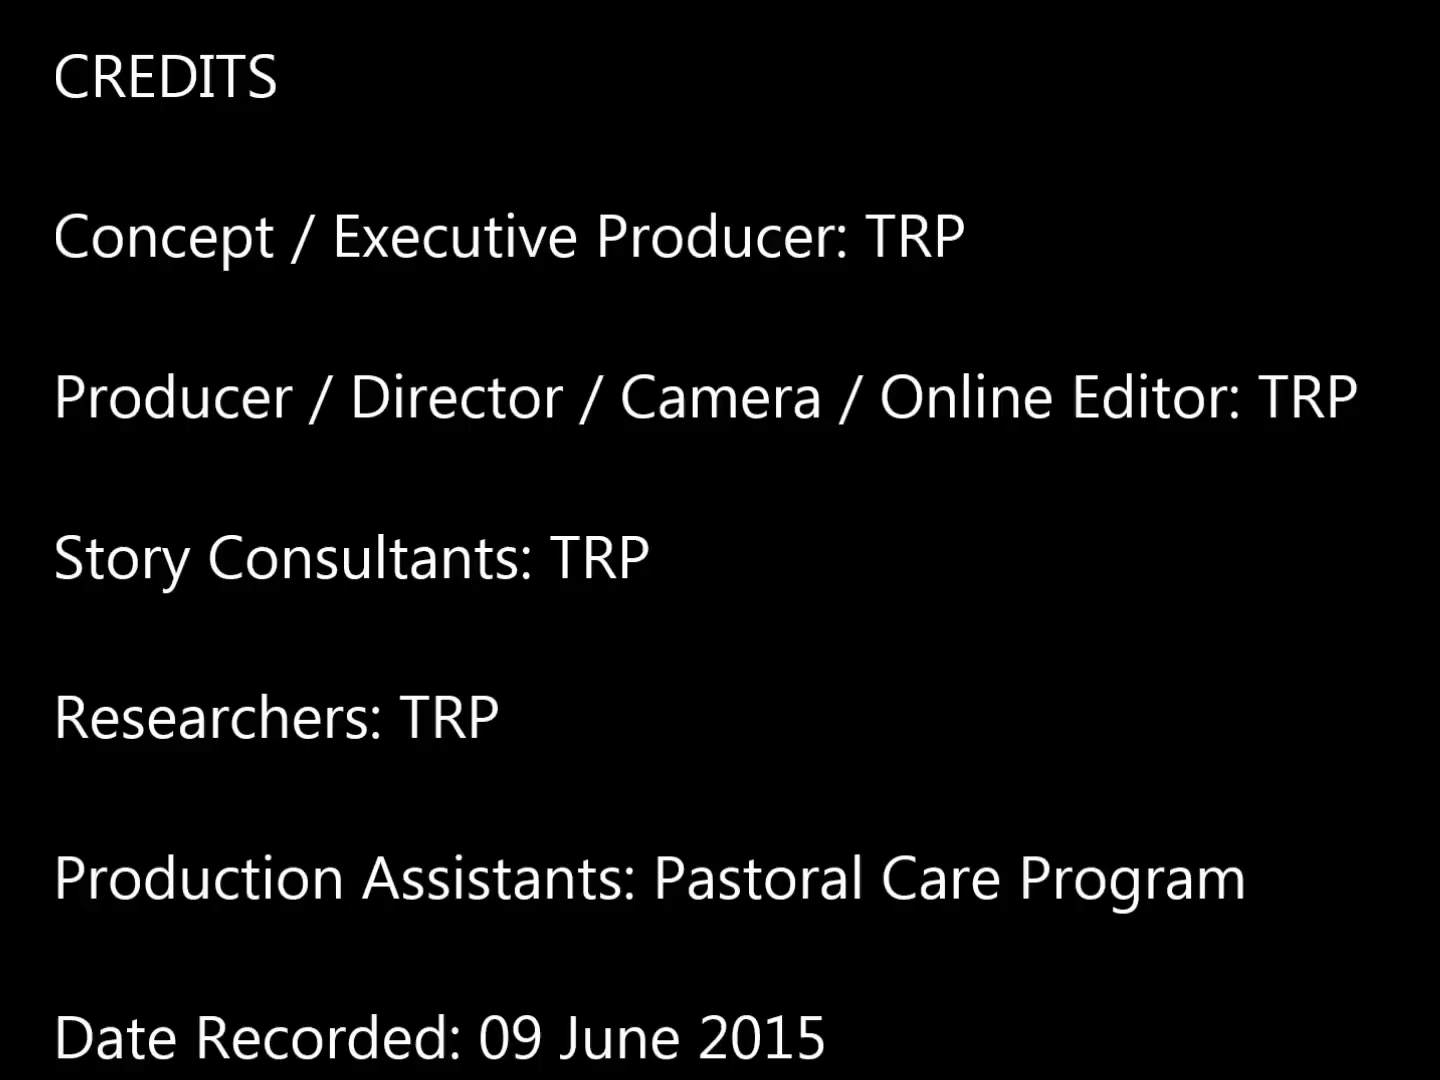 CREDITS
Concept / Executive Producer: TRP
Producer / Director / Camera / Online Editor: TRP
Story Consultants: TRP
Researchers: TRP
Production Assistants: Pastoral Care Program
Date Recorded: 09 June 2015